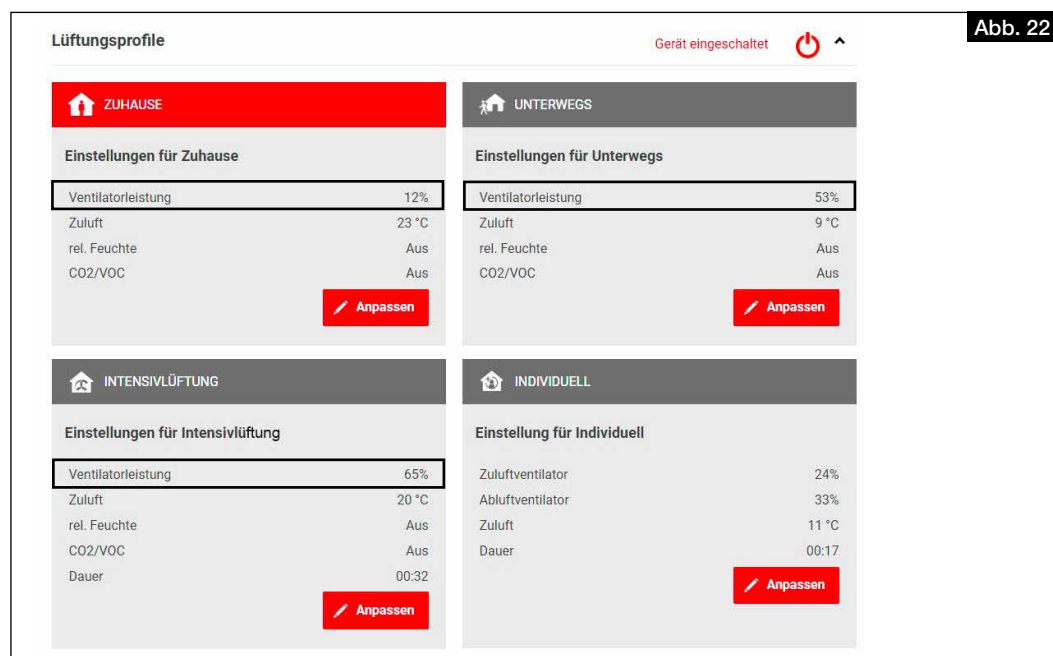 Abb. 22
Lüftungsprofile Gerät eingeschaltet
ZUHAUSE
Einstellungen für Zuhause
Ventilatorleistung 12%
Zuluft 23 °C
rel. Feuchte Aus
CO2/VOC Aus
Anpassen
UNTERWEGS
Einstellungen für Unterwegs
Ventilatorleistung 53%
Zuluft 9 °C
rel. Feuchte Aus
CO2/VOC Aus
Anpassen
INTENSIVLÜFTUNG
Einstellungen für Intensivlüftung
Ventilatorleistung 65%
Zuluft 20 °C
rel. Feuchte Aus
CO2/VOC Aus
Dauer 00:32
Anpassen
INDIVIDUELL
Einstellung für Individuell
Zuluftventilator 24%
Abluftventilator 33%
Zuluft 11 °C
Dauer 00:17
Anpassen